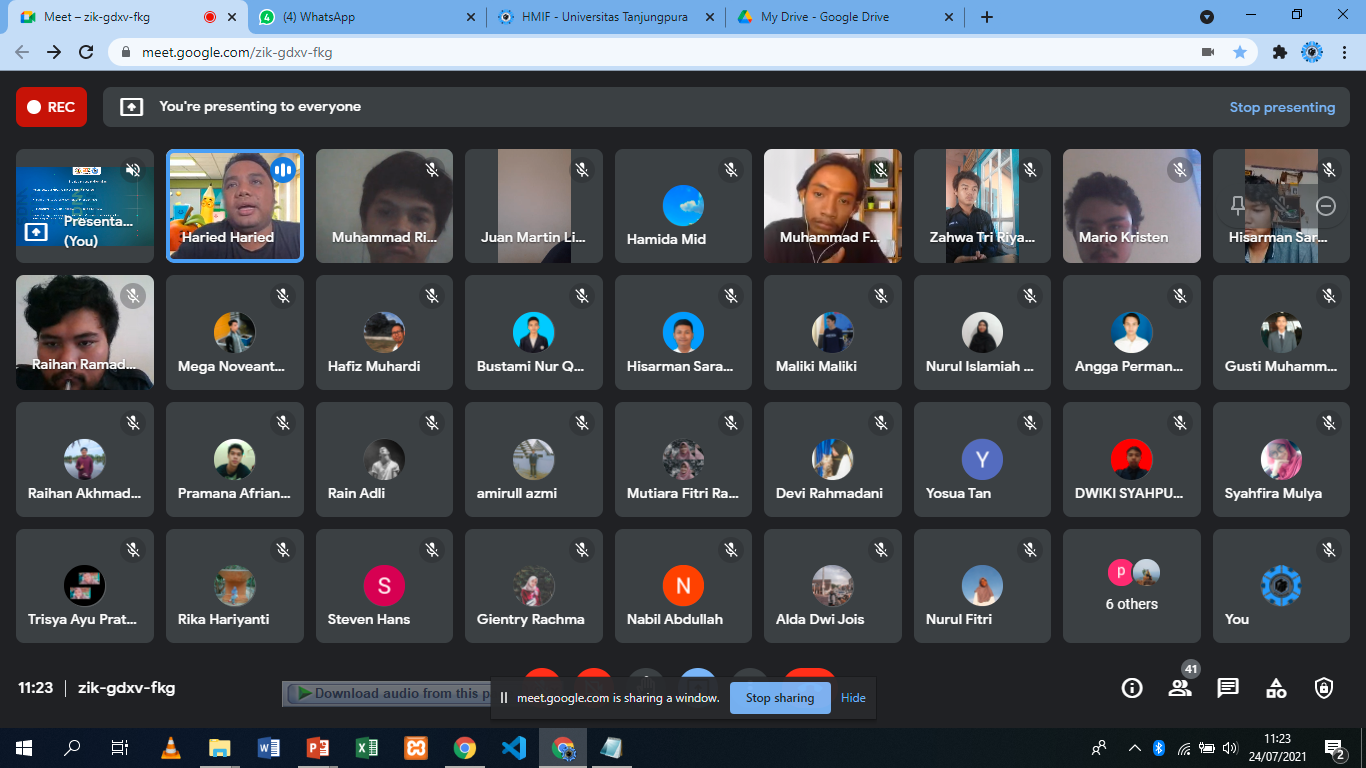 Meet – zik-gdxv-fkg
(4) WhatsApp
HMIF - Universitas Tanjungpura
My Drive - Google Drive
meet.google.com/zik-gdxv-fkg
REC
You're presenting to everyone
Stop presenting
Presenta...
(You)
Haried Haried
Muhammad Ri...
Juan Martin Li...
Hamida Mid
Muhammad F...
Zahwa Tri Riya...
Mario Kristen
Hisarman Sar...
Raihan Ramad...
Mega Noveant...
Hafiz Muhardi
Bustami Nur Q...
Hisarman Sara...
Maliki Maliki
Nurul Islamiah ...
Angga Perman...
Gusti Muhamm...
Raihan Akhmad...
Pramana Afrian...
Rain Adli
amirull azmi
Mutiara Fitri Ra...
Devi Rahmadani
Y
Yosua Tan
DWIKI SYAHPU...
Syahfira Mulya
Trisya Ayu Prat...
Rika Hariyanti
S
Steven Hans
Gientry Rachma
N
Nabil Abdullah
Alda Dwi Jois
Nurul Fitri
P
6 others
You
11:23 | zik-gdxv-fkg
Download audio from this p
meet.google.com is sharing a window.
Stop sharing
Hide
41
11:23
24/07/2021
2